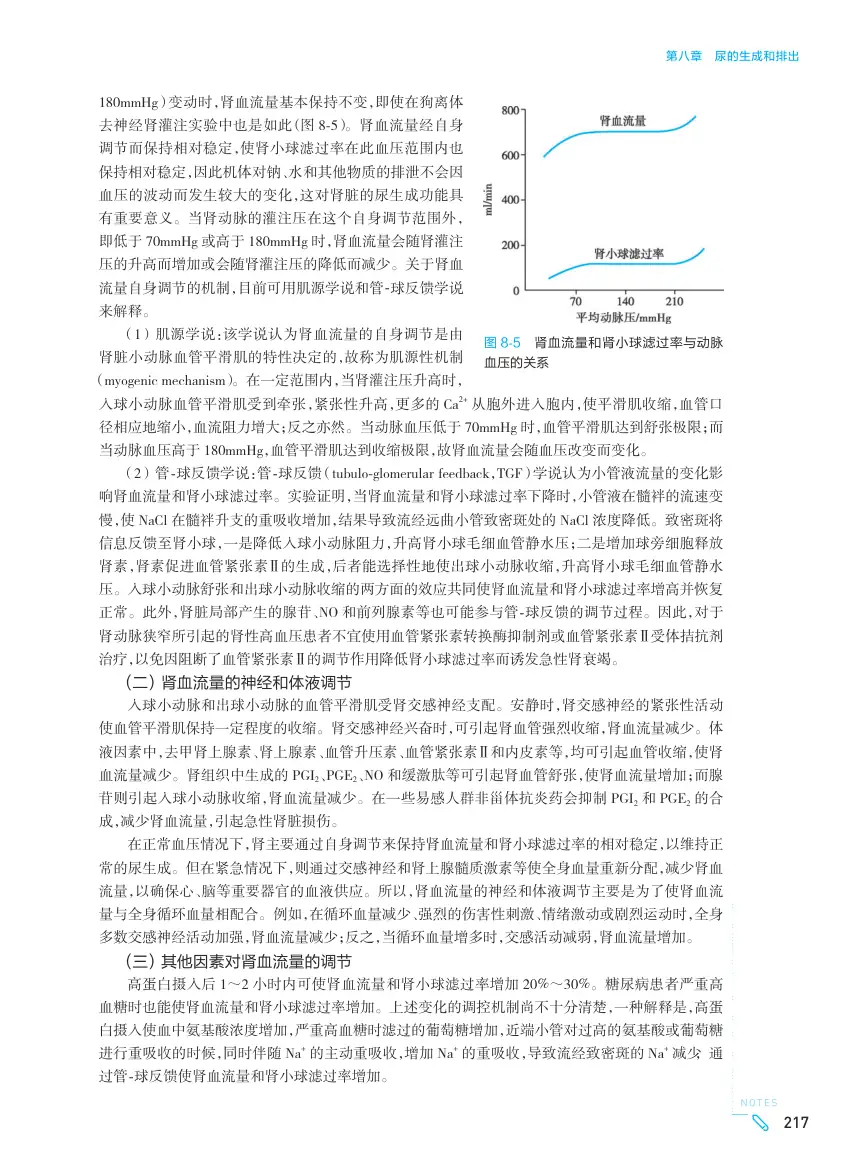 第八章 尿的生成和排出
180mmHg）变动时，肾血流量基本保持不变，即使在狗离体
去神经肾灌注实验中也是如此（图 8-5）。肾血流量经自身
调节而保持相对稳定，使肾小球滤过率在此血压范围内也
保持相对稳定，因此机体对钠、水和其他物质的排泄不会因
血压的波动而发生较大的变化，这对肾脏的尿生成功能具
有重要意义。当肾动脉的灌注压在这个自身调节范围外，
即低于 70mmHg 或高于 180mmHg 时，肾血流量会随肾灌注
压的升高而增加或会随肾灌注压的降低而减少。关于肾血
流量自身调节的机制，目前可用肌源学说和管-球反馈学说
来解释。
（1）肌源学说：该学说认为肾血流量的自身调节是由
肾脏小动脉血管平滑肌的特性决定的，故称为肌源性机制
（myogenic mechanism）。在一定范围内，当肾灌注压升高时，
800
600
400
200
0
ml/min
肾血流量
肾小球滤过率
70 140 210
平均动脉压/mmHg
图 8-5 肾血流量和肾小球滤过率与动脉
血压的关系
入球小动脉血管平滑肌受到牵张，紧张性升高，更多的 Ca²⁺ 从胞外进入胞内，使平滑肌收缩，血管口
径相应地缩小，血流阻力增大；反之亦然。当动脉血压低于 70mmHg 时，血管平滑肌达到舒张极限；而
当动脉血压高于 180mmHg，血管平滑肌达到收缩极限，故肾血流量会随血压改变而变化。
（2）管-球反馈学说：管-球反馈（tubulo-glomerular feedback，TGF）学说认为小管液流量的变化影
响肾血流量和肾小球滤过率。实验证明，当肾血流量和肾小球滤过率下降时，小管液在髓袢的流速变
慢，使 NaCl 在髓袢升支的重吸收增加，结果导致流经远曲小管致密斑处的 NaCl 浓度降低。致密斑将
信息反馈至肾小球，一是降低入球小动脉阻力，升高肾小球毛细血管静水压；二是增加球旁细胞释放
肾素，肾素促进血管紧张素Ⅱ的生成，后者能选择性地使出球小动脉收缩，升高肾小球毛细血管静水
压。入球小动脉舒张和出球小动脉收缩的两方面的效应共同使肾血流量和肾小球滤过率增高并恢复
正常。此外，肾脏局部产生的腺苷、NO 和前列腺素等也可能参与管-球反馈的调节过程。因此，对于
肾动脉狭窄所引起的肾性高血压患者不宜使用血管紧张素转换酶抑制剂或血管紧张素Ⅱ受体拮抗剂
治疗，以免因阻断了血管紧张素Ⅱ的调节作用降低肾小球滤过率而诱发急性肾衰竭。
（二）肾血流量的神经和体液调节
入球小动脉和出球小动脉的血管平滑肌受肾交感神经支配。安静时，肾交感神经的紧张性活动
使血管平滑肌保持一定程度的收缩。肾交感神经兴奋时，可引起肾血管强烈收缩，肾血流量减少。体
液因素中，去甲肾上腺素、肾上腺素、血管升压素、血管紧张素Ⅱ和内皮素等，均可引起血管收缩，使肾
血流量减少。肾组织中生成的 PGI₂、PGE₂、NO 和缓激肽等可引起肾血管舒张，使肾血流量增加；而腺
苷则引起入球小动脉收缩，肾血流量减少。在一些易感人群非甾体抗炎药会抑制 PGI₂ 和 PGE₂ 的合
成，减少肾血流量，引起急性肾脏损伤。
在正常血压情况下，肾主要通过自身调节来保持肾血流量和肾小球滤过率的相对稳定，以维持正
常的尿生成。但在紧急情况下，则通过交感神经和肾上腺髓质激素等使全身血量重新分配，减少肾血
流量，以确保心、脑等重要器官的血液供应。所以，肾血流量的神经和体液调节主要是为了使肾血流
量与全身循环血量相配合。例如，在循环血量减少、强烈的伤害性刺激、情绪激动或剧烈运动时，全身
多数交感神经活动加强，肾血流量减少；反之，当循环血量增多时，交感活动减弱，肾血流量增加。
（三）其他因素对肾血流量的调节
高蛋白摄入后 1～2 小时内可使肾血流量和肾小球滤过率增加 20%～30%。糖尿病患者严重高
血糖时也能使肾血流量和肾小球滤过率增加。上述变化的调控机制尚不十分清楚，一种解释是，高蛋
白摄入使血中氨基酸浓度增加，严重高血糖时滤过的葡萄糖增加，近端小管对过高的氨基酸或葡萄糖
进行重吸收的时候，同时伴随 Na⁺ 的主动重吸收，增加 Na⁺ 的重吸收，导致流经致密斑的 Na⁺ 减少 通
过管-球反馈使肾血流量和肾小球滤过率增加。
NOTES
217